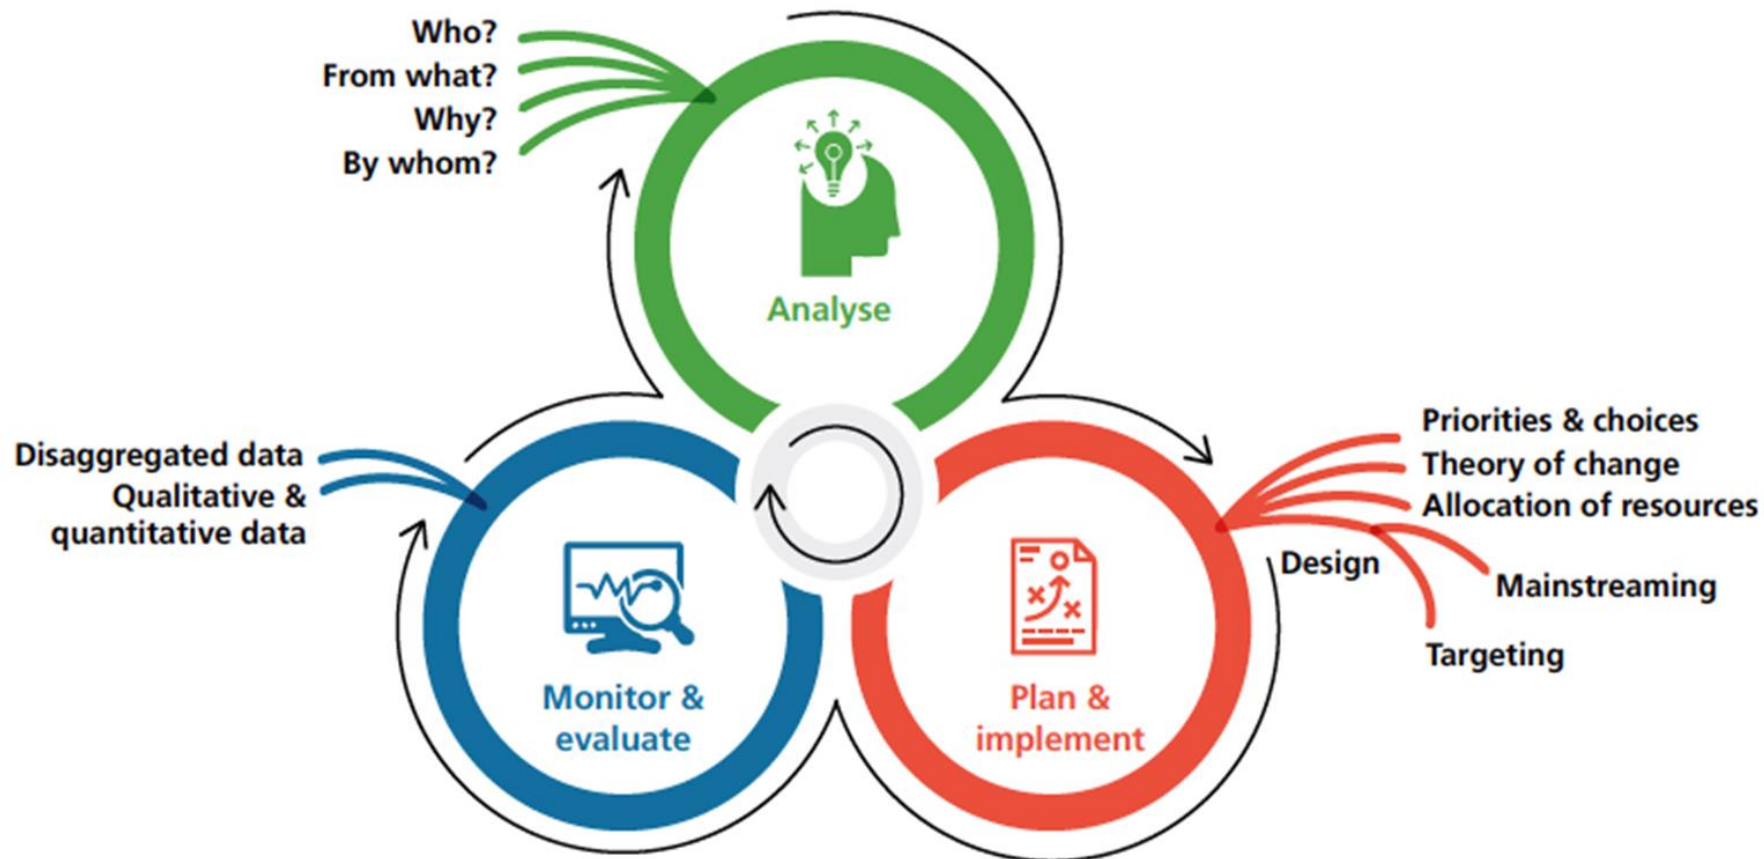 Who?
From what?
Why?
By whom?
Analyse
Disaggregated data
Qualitative &
quantitative data
Monitor &
evaluate
Priorities & choices
Theory of change
Allocation of resources
Design
Mainstreaming
Targeting
Plan &
implement